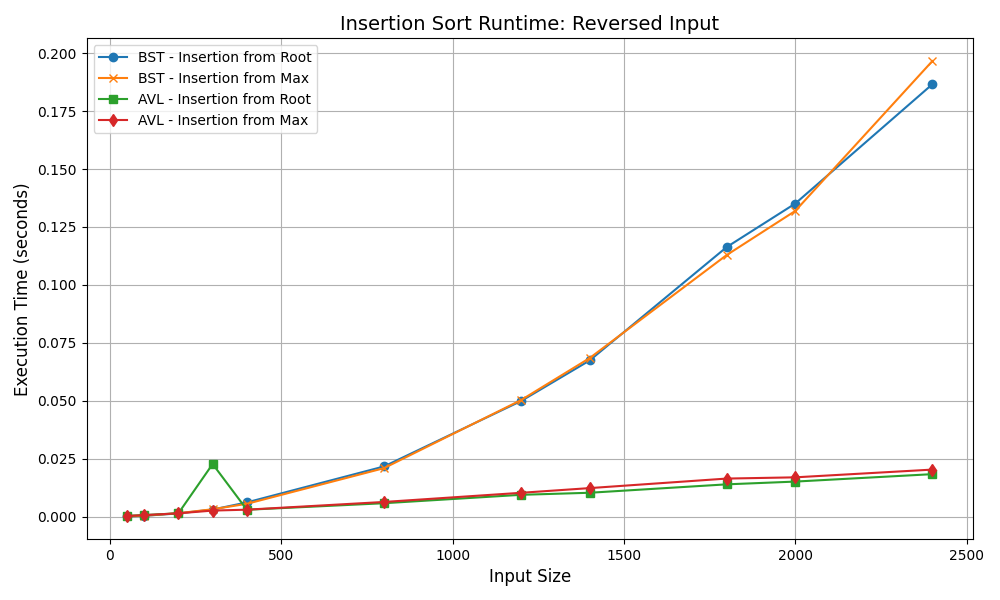 Insertion Sort Runtime: Reversed Input
BST - Insertion from Root
BST - Insertion from Max
AVL - Insertion from Root
AVL - Insertion from Max
Execution Time (seconds)
0.200
0.175
0.150
0.125
0.100
0.075
0.050
0.025
0.000
0 500 1000 1500 2000 2500
Input Size